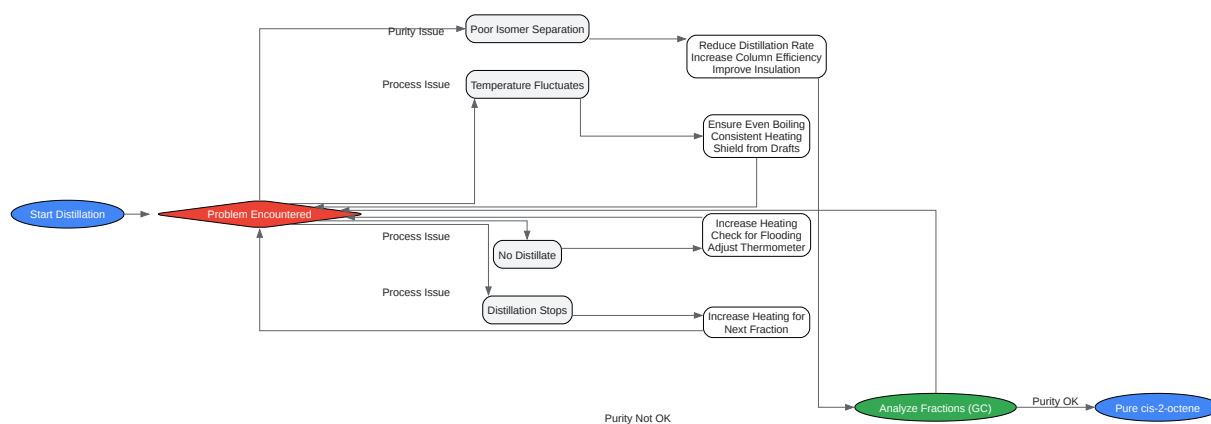 Purity Issue
Poor Isomer Separation
Reduce Distillation Rate
Increase Column Efficiency
Improve Insulation
Process Issue
Temperature Fluctuates
Ensure Even Boiling
Consistent Heating
Shield from Drafts
Start Distillation
Problem Encountered
Process Issue
No Distillate
Increase Heating
Check for Flooding
Adjust Thermometer
Process Issue
Distillation Stops
Increase Heating for
Next Fraction
Analyze Fractions (GC)
Purity OK
Pure cis-2-octene
Purity Not OK